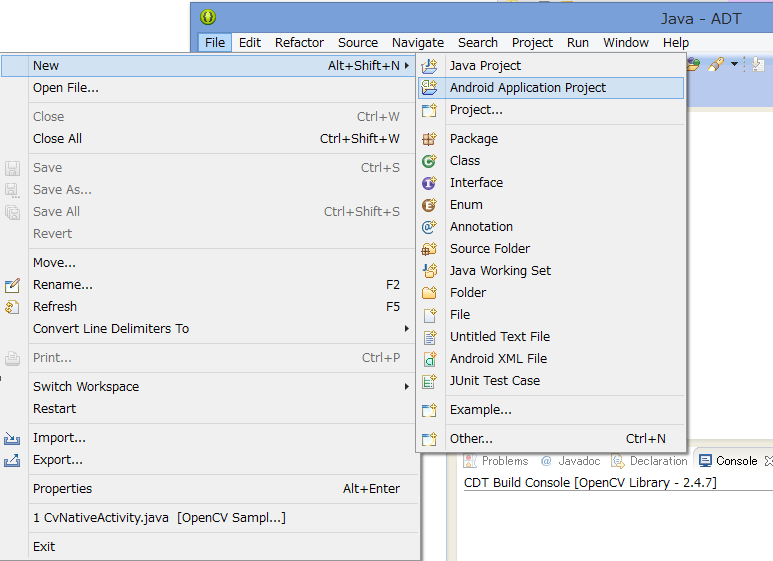 Java - ADT
File Edit Refactor Source Navigate Search Project Run Window Help
New Alt+Shift+N
Open File...
Close Ctrl+W
Close All Ctrl+Shift+W
Save Ctrl+S
Save As...
Save All Ctrl+Shift+S
Revert
Move...
Rename... F2
Refresh F5
Convert Line Delimiters To
Print... Ctrl+P
Switch Workspace
Restart
Import...
Export...
Properties Alt+Enter
1 CvNativeActivity.java [OpenCV Sampl...]
Exit
Java Project
Android Application Project
Project...
Package
Class
Interface
Enum
Annotation
Source Folder
Java Working Set
Folder
File
Untitled Text File
Android XML File
JUnit Test Case
Example...
Other... Ctrl+N
Problems @ Javadoc Declaration Console
CDT Build Console [OpenCV Library - 2.4.7]